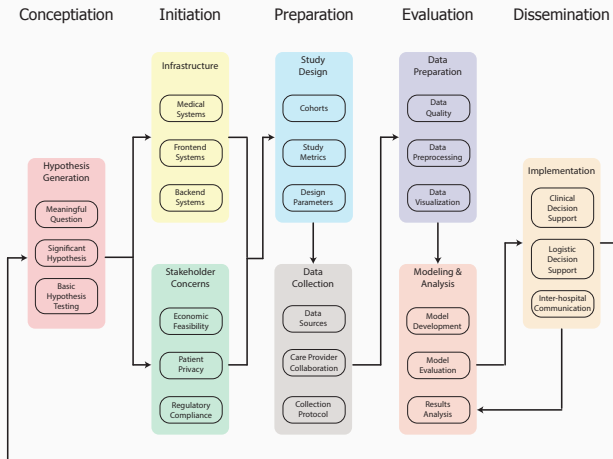 Conceptiation
Initiation
Preparation
Evaluation
Dissemination
Hypothesis
Generation
Meaningful
Question
Significant
Hypothesis
Basic
Hypothesis
Testing
Infrastructure
Medical
Systems
Frontend
Systems
Backend
Systems
Stakeholder
Concerns
Economic
Feasibility
Patient
Privacy
Regulatory
Compliance
Study
Design
Cohorts
Study
Metrics
Design
Parameters
Data
Collection
Data
Sources
Care Provider
Collaboration
Collection
Protocol
Data
Preparation
Data
Quality
Data
Preprocessing
Data
Visualization
Modeling &
Analysis
Model
Development
Model
Evaluation
Results
Analysis
Implementation
Clinical
Decision
Support
Logistic
Decision
Support
Inter-hospital
Communication